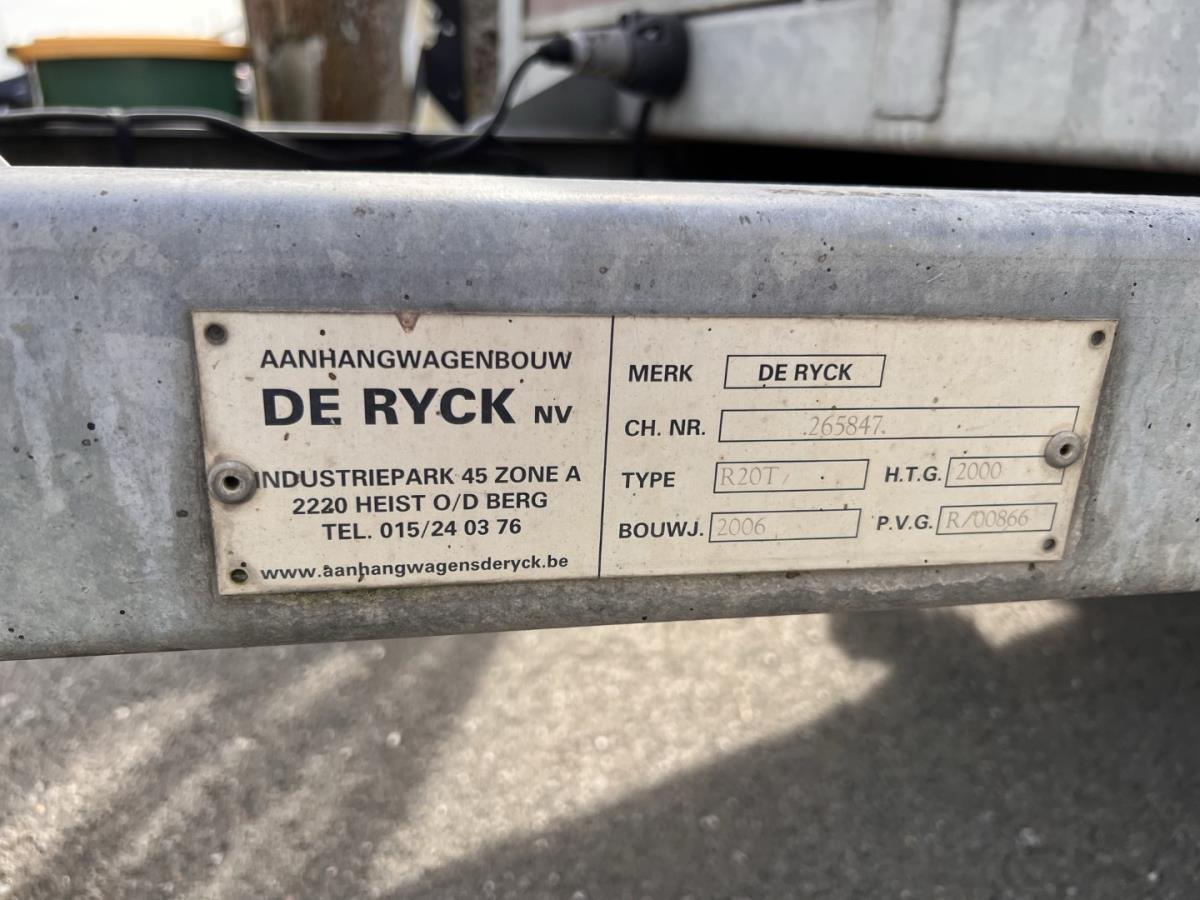 AANHANGWAGENBOUW
DE RYCK NV
INDUSTRIEPARK 45 ZONE A
2220 HEIST O/D BERG
TEL. 015/24 03 76
www.aanhangwagensderyck.be
MERK DE RYCK
CH. NR. 265847
TYPE R20T H.T.G. 2000
BOUWJ. 2006 P.V.G. R/00866